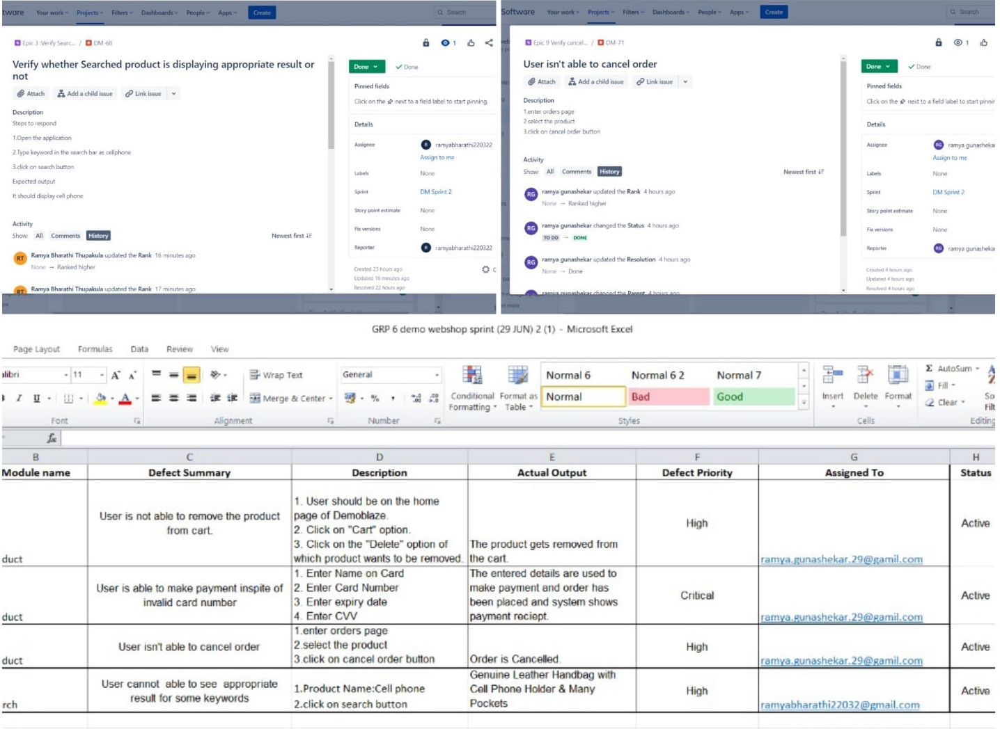 tware Your work Projects Filters Dashboards People Apps Create Search
Epic 3 :Verify Searc... / DM-68
1
Verify whether Searched product is displaying appropriate result or
not
Attach Add a child issue Link issue
Description
Steps to respond
1.Open the application
2.Type keyword in the search bar as cellphone
3.click on search button
Expected output
It should display cell phone
Activity
Show: All Comments History Newest first
RT Ramya Bharathi Thupakula updated the Rank 16 minutes ago
None → Ranked higher
RT Ramya Bharathi Thupakula updated the Rank 17 minutes ago
Done Done
Pinned fields
Click on the next to a field label to start pinning.
Details
Assignee R ramyabharathi220322
Assign to me
Labels None
Sprint DM Sprint 2
Story point estimate None
Fix versions None
Reporter R ramyabharathi220322
Created 23 hours ago
Updated 16 minutes ago
Resolved 22 hours ago
C
Software Your work Projects Filters Dashboards People Apps Create Search
Epic 9 Verify cancel... / DM-71
1
User isn't able to cancel order
Attach Add a child issue Link issue
Description
1.enter orders page
2.select the product
3.click on cancel order button
Activity
Show: All Comments History Newest first
RG ramya gunashekar updated the Rank 4 hours ago
None → Ranked higher
RG ramya gunashekar changed the Status 4 hours ago
TO DO → DONE
RG ramya gunashekar updated the Resolution 4 hours ago
None → Done
ramya gunashekar changed the Parent 4 hours ago
Done Done
Pinned fields
Click on the next to a field label to start pinnin
Details
Assignee RG ramya gunasheka
Assign to me
Labels None
Sprint DM Sprint 2
Story point estimate None
Fix versions None
Reporter RG ramya gunasheka
Created 4 hours ago
Updated 4 hours ago
Resolved 4 hours ago
GRP 6 demo webshop sprint (29 JUN) 2 (1) - Microsoft Excel
Page Layout Formulas Data Review View
alibri 11 A A Wrap Text General Normal 6 Normal 6 2 Normal 7 Σ AutoSum
I U A Merge & Center % , Conditional Formatting Format as Table Normal Bad Good Insert Delete Format Fill
Clear
So
Filt
Font Alignment Number Styles Cells Editing
fx
B C D E F G H
Module name Defect Summary Description Actual Output Defect Priority Assigned To Status
duct
User is not able to remove the product
from cart.
1. User should be on the home
page of Demoblaze.
2. Click on "Cart" option.
3. Click on the "Delete" option of
which product wants to be removed.
The product gets removed from
the cart.
High
ramya.gunashekar.29@gamil.com
Active
duct
User is able to make payment inspite of
invalid card number
1. Enter Name on Card
2. Enter Card Number
3. Enter expiry date
4. Enter CVV
The entered details are used to
make payment and order has
been placed and system shows
payment reciept.
Critical
ramya.gunashekar.29@gamil.com
Active
duct
User isn't able to cancel order
1.enter orders page
2.select the product
3.click on cancel order button
Order is Cancelled.
High
ramya.gunashekar.29@gamil.com
Active
rch
User cannot able to see appropriate
result for some keywords
1.Product Name:Cell phone
2.click on search button
Genuine Leather Handbag with
Cell Phone Holder & Many
Pockets
High
ramyabharathi22032@gmail.com
Active